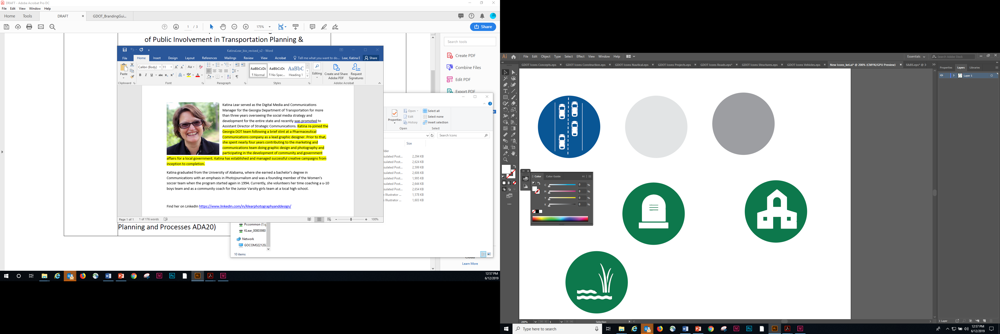 DRAFT - Adobe Acrobat Pro DC
File Edit View Window Help
Home Tools DRAFT × GDOT_BrandingGui...
1 / 3 175% Share
of Public Involvement in Transportation Planning &
Search tools
Create PDF
Combine Files
Edit PDF
Export PDF
KatinaLear_bio_revised_v2 - Word
File Home Insert Design Layout References Mailings Review View Acrobat Tell me what you want to do... Lear, Katina E Share
Paste Calibri (Body) 11 AaBbCcDc AaBbCcDc AaBbC Editing Create and Share Adobe PDF Request Signatures
¶ Normal ¶ No Spac... Heading 1
Clipboard Font Paragraph Styles Adobe Acrobat
Katina Lear served as the Digital Media and Communications
Manager for the Georgia Department of Transportation for more
than three years overseeing the social media strategy and
development for the entire state and recently was promoted to
Assistant Director of Strategic Communications. Katina re-joined the
Georgia DOT team following a brief stint at a Pharmaceutical
Communications company as a lead graphic designer. Prior to that,
she spent nearly four years contributing to the marketing and
communications team doing graphic design and photography and
participating in the development of community and government
affairs for a local government. Katina has established and managed successful creative campaigns from
inception to completion.
Katina graduated from the University of Alabama, where she earned a bachelor's degree in
Communications with an emphasis in Photojournalism and was a founding member of the Women's
soccer team when the program started again in 1994. Currently, she volunteers her time coaching a u-10
boys team and as a community coach for the Junior Varsity girls team at a local high school.
Find her on LinkedIn https://www.linkedin.com/in/klearphotographyanddesign/
Page 1 of 1 1 of 176 words 100%
Planning and Processes ADA20)
Properties
Open
Edit
History
Open
Select all
Select none
Invert selection
Select
Search Icons
Size
lder
sulated Post... 2,294 KB
sulated Post... 2,624 KB
sulated Post... 2,599 KB
sulated Post... 2,606 KB
sulated Post... 1,995 KB
sulated Post... 2,644 KB
sulated Post... 2,654 KB
e Illustrator ... 1,578 KB
e Illustrator ... 1,603 KB
Pccommon (\\g
KLear_00803980
Network
GOCOM3221202
10 items
Cloud
Learn More
12:57 PM
6/12/2019
Ai File Edit Object Type Select Effect View Window Help Essentials Search Adobe Stock
GDOT Icons Concepts.eps GDOT Icons Construction.eps GDOT Icons Nautical.eps GDOT Icons Projects.eps GDOT Icons Roads.eps* GDOT Icons Structures.eps GDOT Icons Vehicles.eps New Icons_kel.ai* @ 200% (CMYK/GPU Preview) S&BS.eps* @ 3
Properties Layers Libraries
Layer 1
Color Color Guide
C 0 %
M 0 %
Y 0 %
K 0 %
200% 1 Selection
1 Layer
Type here to search
12:57 PM
6/12/2019